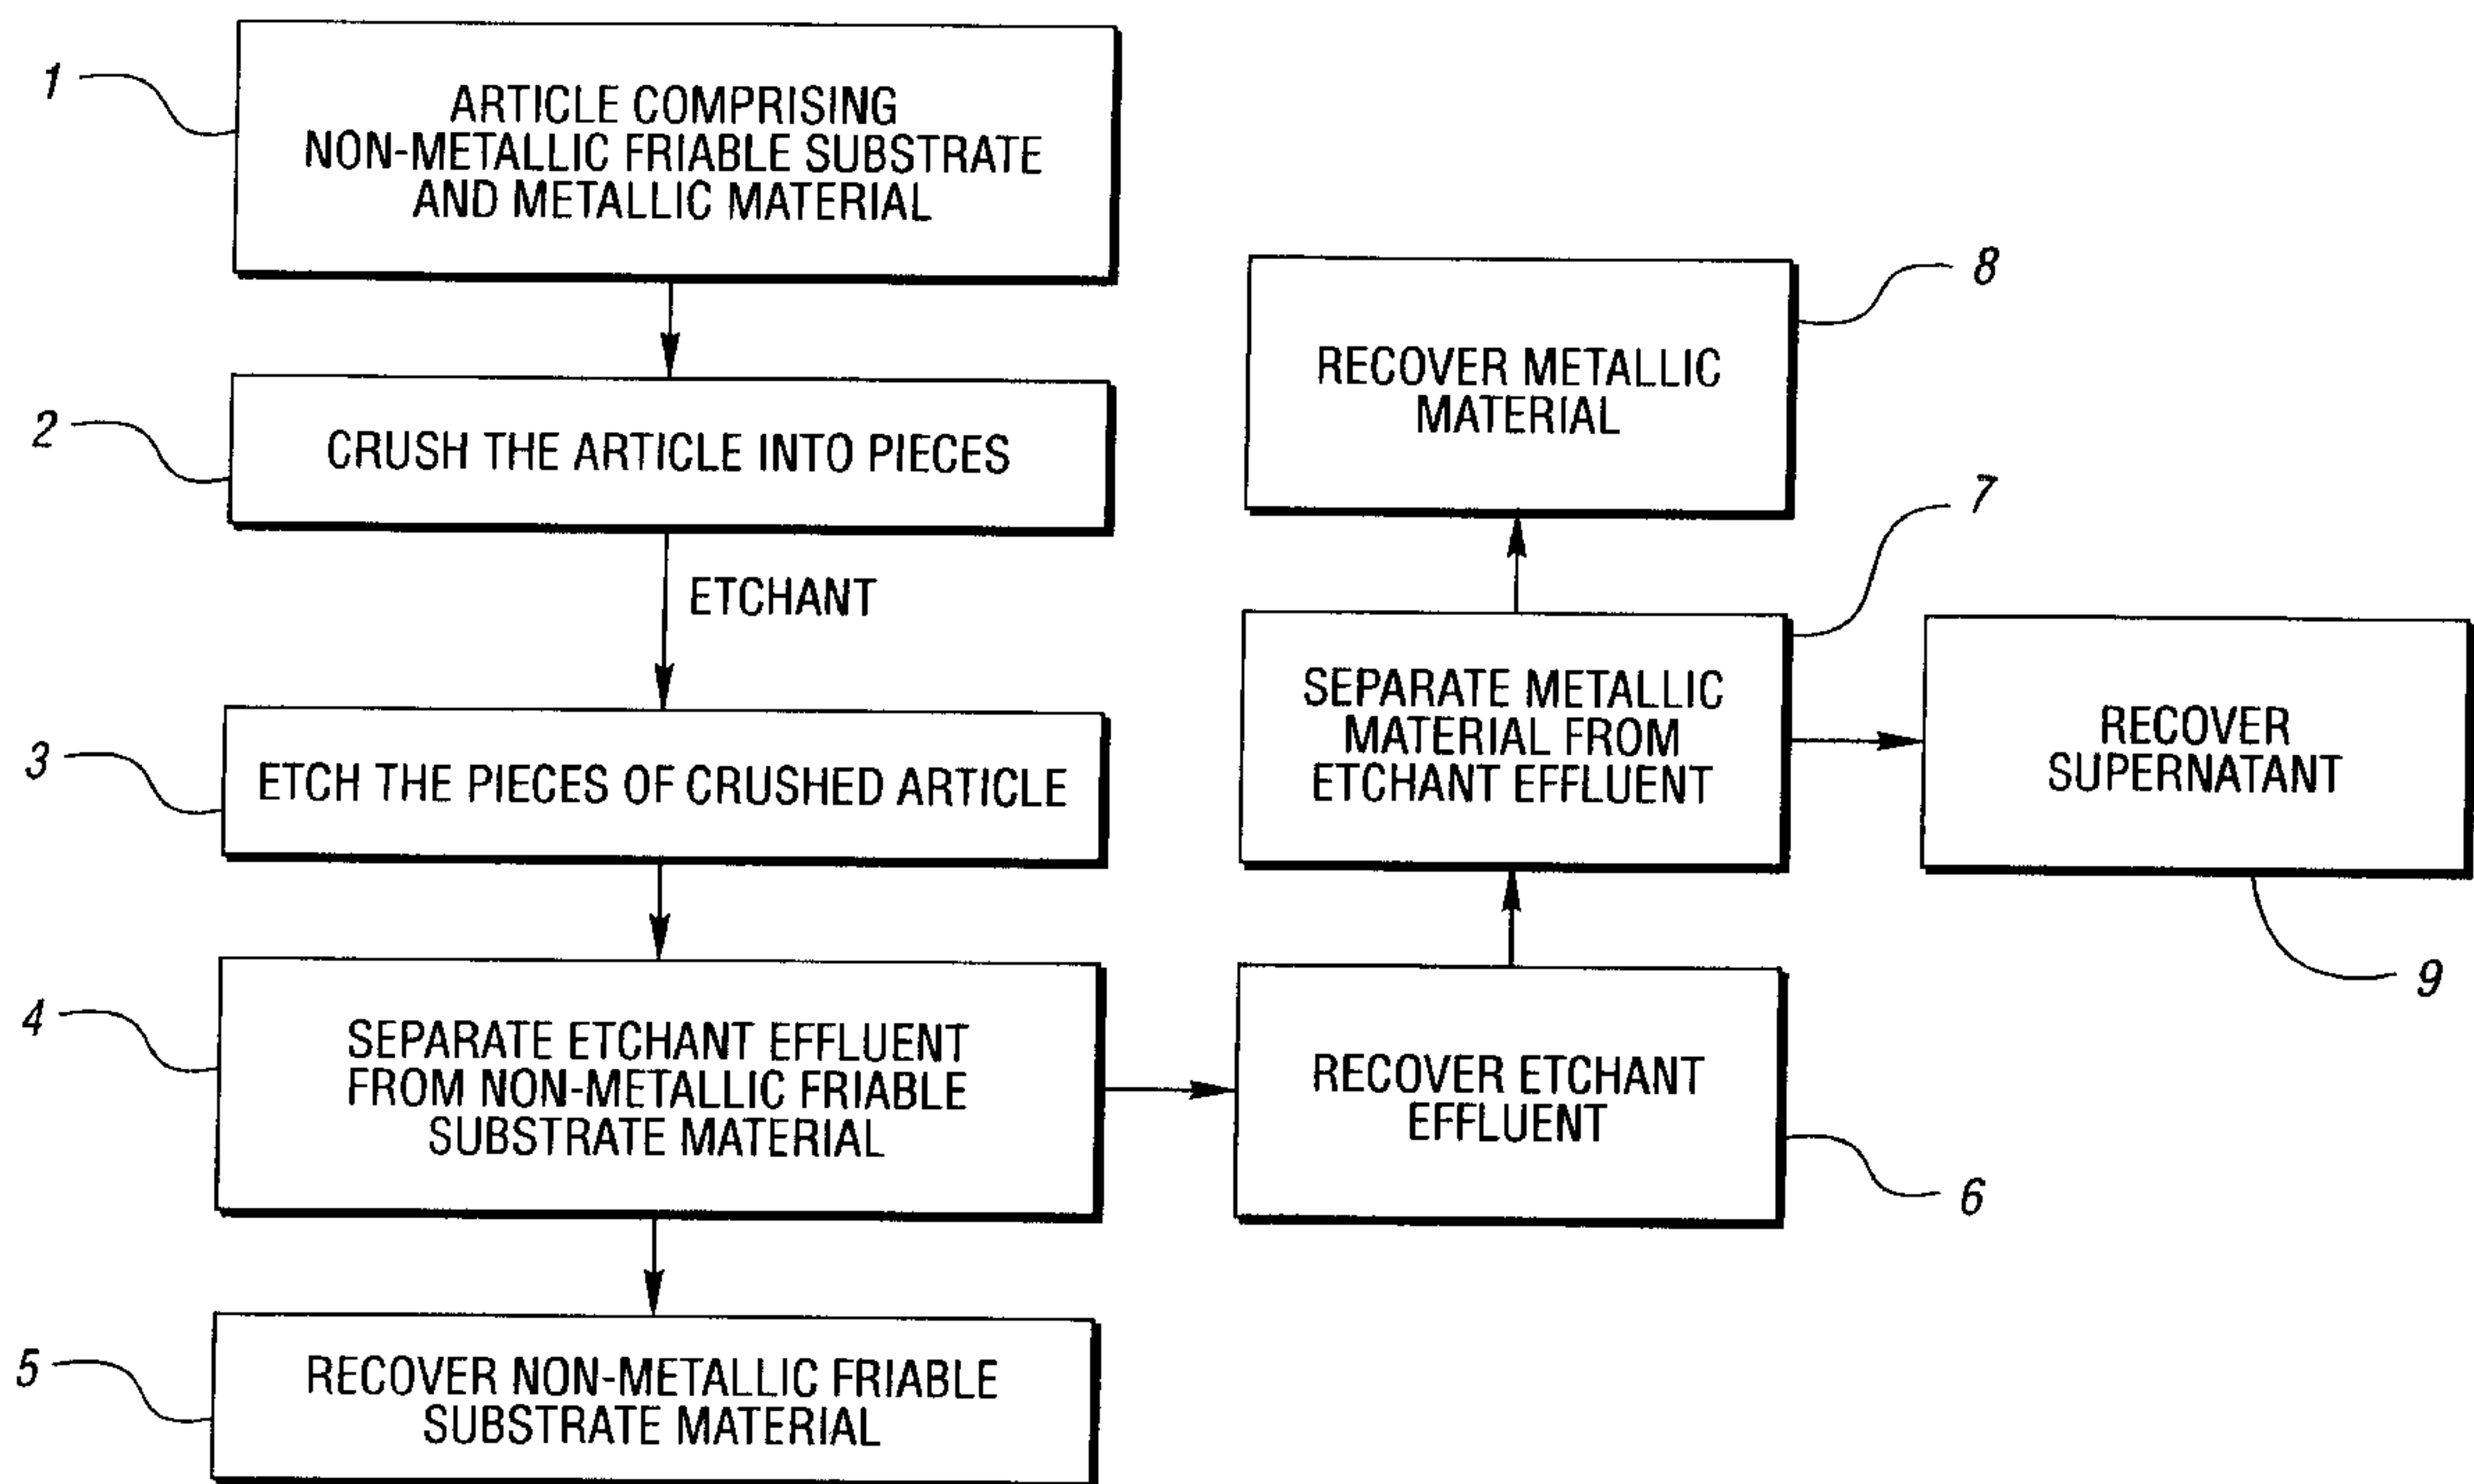 1
ARTICLE COMPRISING
NON-METALLIC FRIABLE SUBSTRATE
AND METALLIC MATERIAL
2
CRUSH THE ARTICLE INTO PIECES
ETCHANT
3
ETCH THE PIECES OF CRUSHED ARTICLE
4
SEPARATE ETCHANT EFFLUENT
FROM NON-METALLIC FRIABLE
SUBSTRATE MATERIAL
5
RECOVER NON-METALLIC FRIABLE
SUBSTRATE MATERIAL
RECOVER ETCHANT
EFFLUENT
6
SEPARATE METALLIC
MATERIAL FROM
ETCHANT EFFLUENT
7
RECOVER METALLIC
MATERIAL
8
RECOVER
SUPERNATANT
9